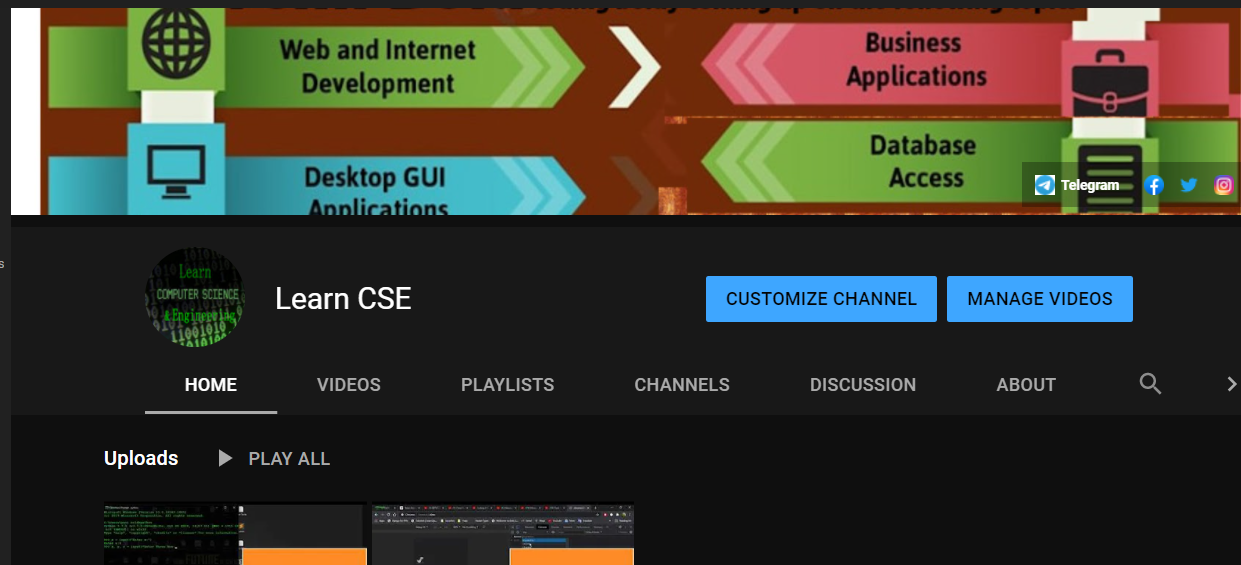 Web and Internet
Development
Business
Applications
Database
Access
Desktop GUI
Applications
Telegram
s
Learn
COMPUTER SCIENCE
& Engineering
Learn CSE
CUSTOMIZE CHANNEL
MANAGE VIDEOS
HOME
VIDEOS
PLAYLISTS
CHANNELS
DISCUSSION
ABOUT
Uploads
PLAY ALL